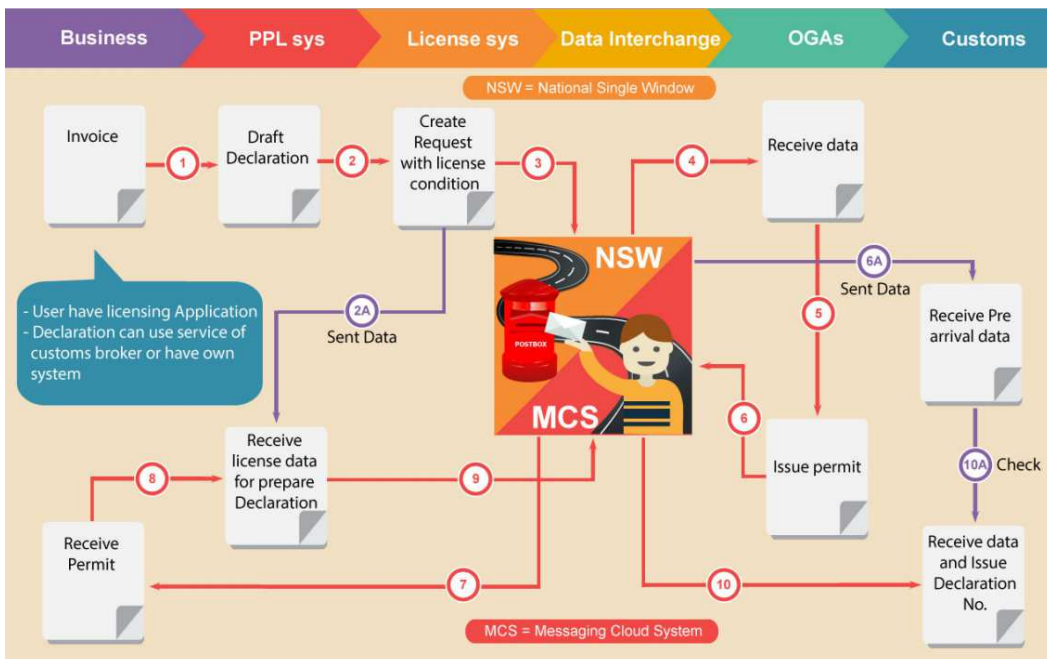 Business
PPL sys
License sys
Data Interchange
OGAs
Customs
NSW = National Single Window
Invoice
1
Draft
Declaration
2
Create
Request
with license
condition
3
4
Receive data
NSW
POSTBOX
MCS
6A
Sent Data
- User have licensing Application
- Declaration can use service of
customs broker or have own
system
2A
Sent Data
5
Receive Pre
arrival data
6
Issue permit
10A
Check
8
Receive
license data
for prepare
Declaration
9
Receive
Permit
7
10
Receive data
and Issue
Declaration
No.
MCS = Messaging Cloud System